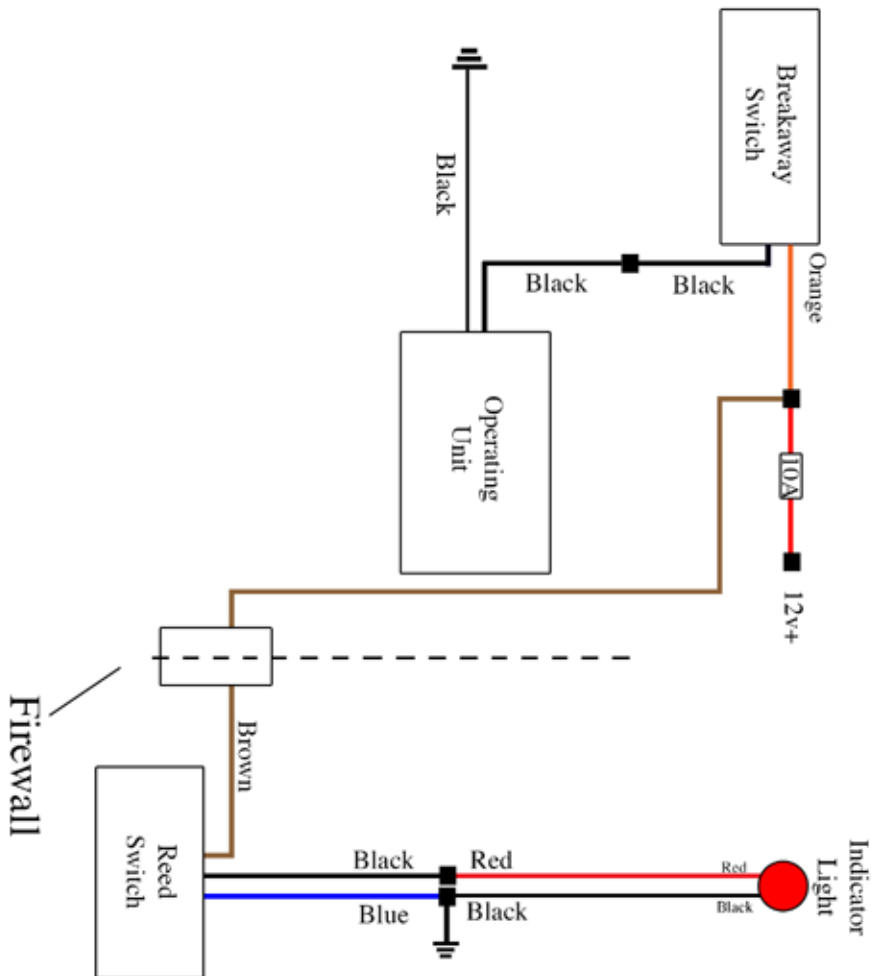 Breakaway
Switch
Black
Orange
Black
Black
Operating
Unit
10A
12v+
Firewall
Brown
Reed
Switch
Black
Red
Blue
Black
Red
Black
Indicator
Light